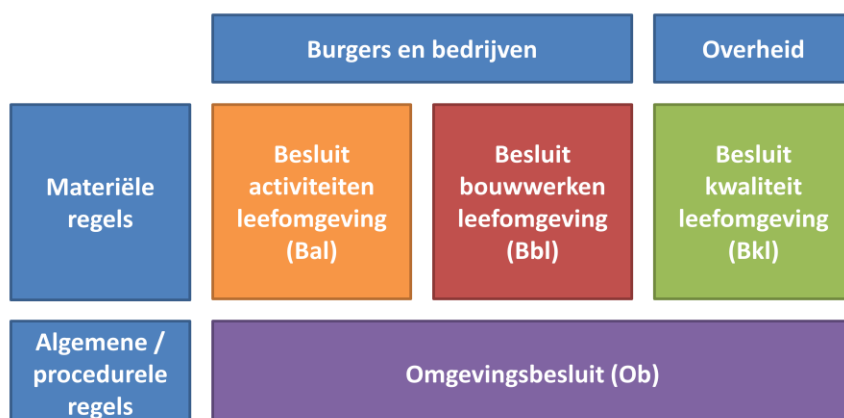 Burgers en bedrijven
Overheid
Materiële
regels
Besluit
activiteiten
leefomgeving
(Bal)
Besluit
bouwwerken
leefomgeving
(Bbl)
Besluit
kwaliteit
leefomgeving
(Bkl)
Algemene /
procedurele
regels
Omgevingsbesluit (Ob)